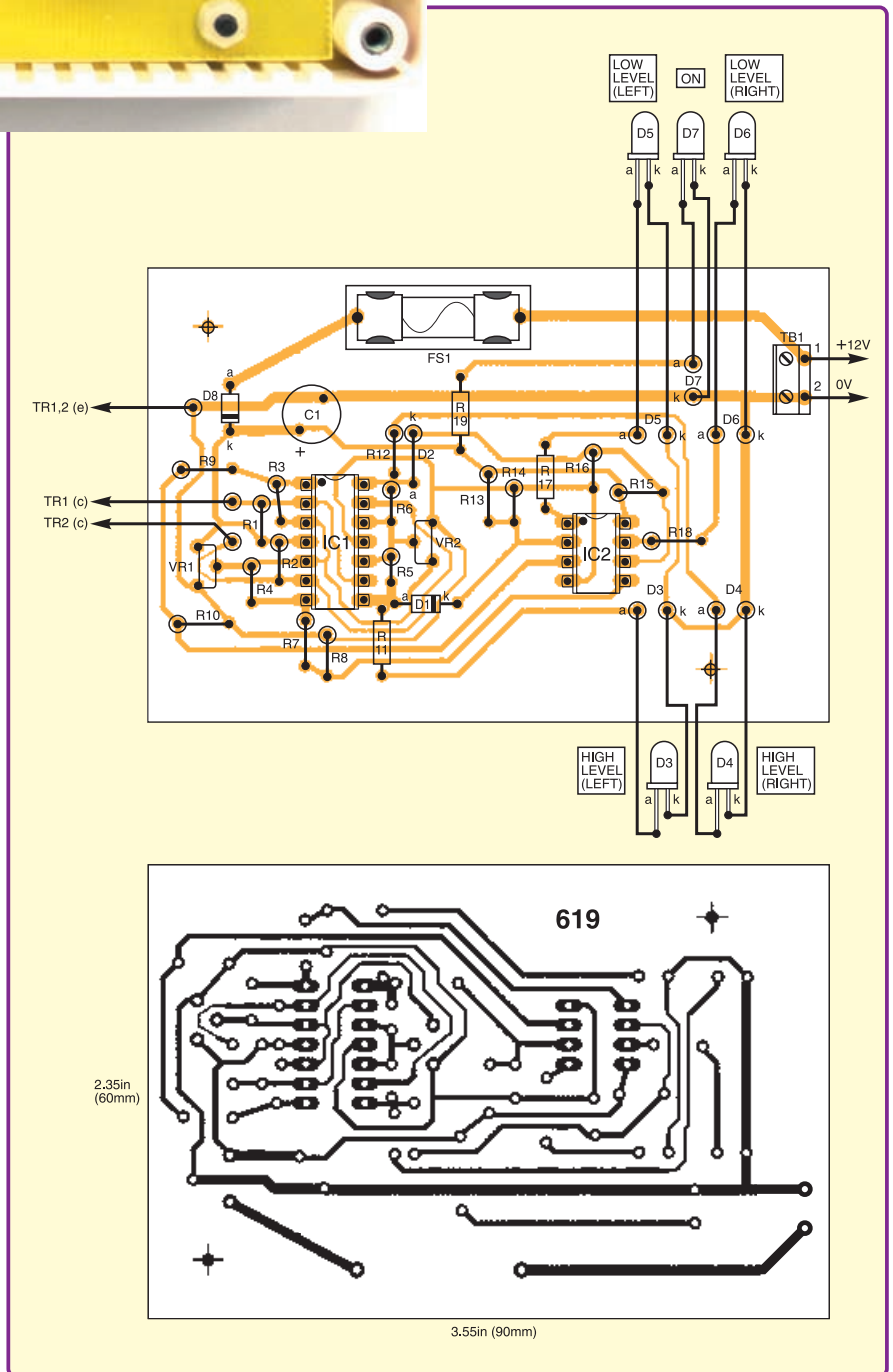 LOW
LEVEL
(LEFT)
ON
LOW
LEVEL
(RIGHT)
D5
D7
D6
a
k
a
k
a
k
FS1
TB1
1
+12V
2
0V
a
D8
k
TR1,2 (e)
C1
+
R
19
a
D7
k
D5
a
k
D6
a
k
R12
k
D2
a
R9
R3
R6
R13
R14
R
17
R16
R15
TR1 (c)
TR2 (c)
R1
IC1
VR2
IC2
R18
VR1
R4
R2
R5
a
D1
k
D3
a
k
D4
a
k
R10
R7
R8
R
11
HIGH
LEVEL
(LEFT)
D3
a
k
D4
a
k
HIGH
LEVEL
(RIGHT)
619
2.35in
(60mm)
3.55in (90mm)